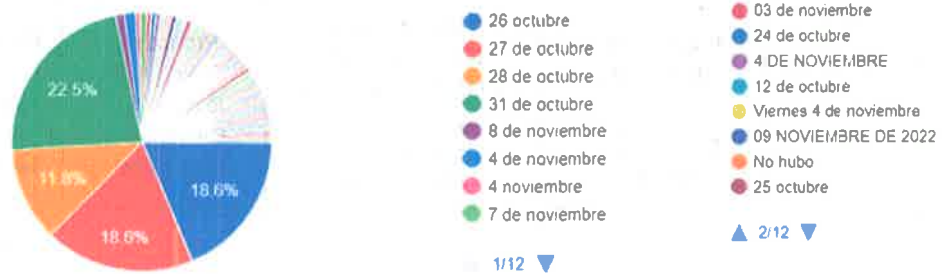 22.5%
11.8%
18.6%
18.6%
26 octubre
27 de octubre
28 de octubre
31 de octubre
8 de noviembre
4 de noviembre
4 noviembre
7 de noviembre
1/12
03 de noviembre
24 de octubre
4 DE NOVIEMBRE
12 de octubre
Viernes 4 de noviembre
09 NOVIEMBRE DE 2022
No hubo
25 octubre
2/12